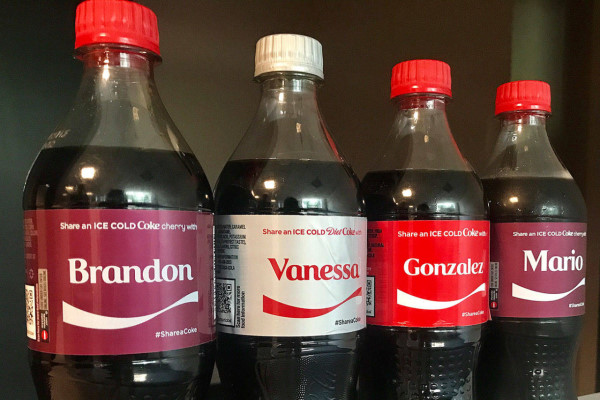 Share an ICE COLD Coke cherry with
Brandon
#ShareaCoke
Share an ICE COLD Diet Coke with
Vanessa
#ShareaCoke
Share an ICE COLD Coke with
Gonzalez
#ShareaCoke
Share an ICE COLD Coke cherry
Mario